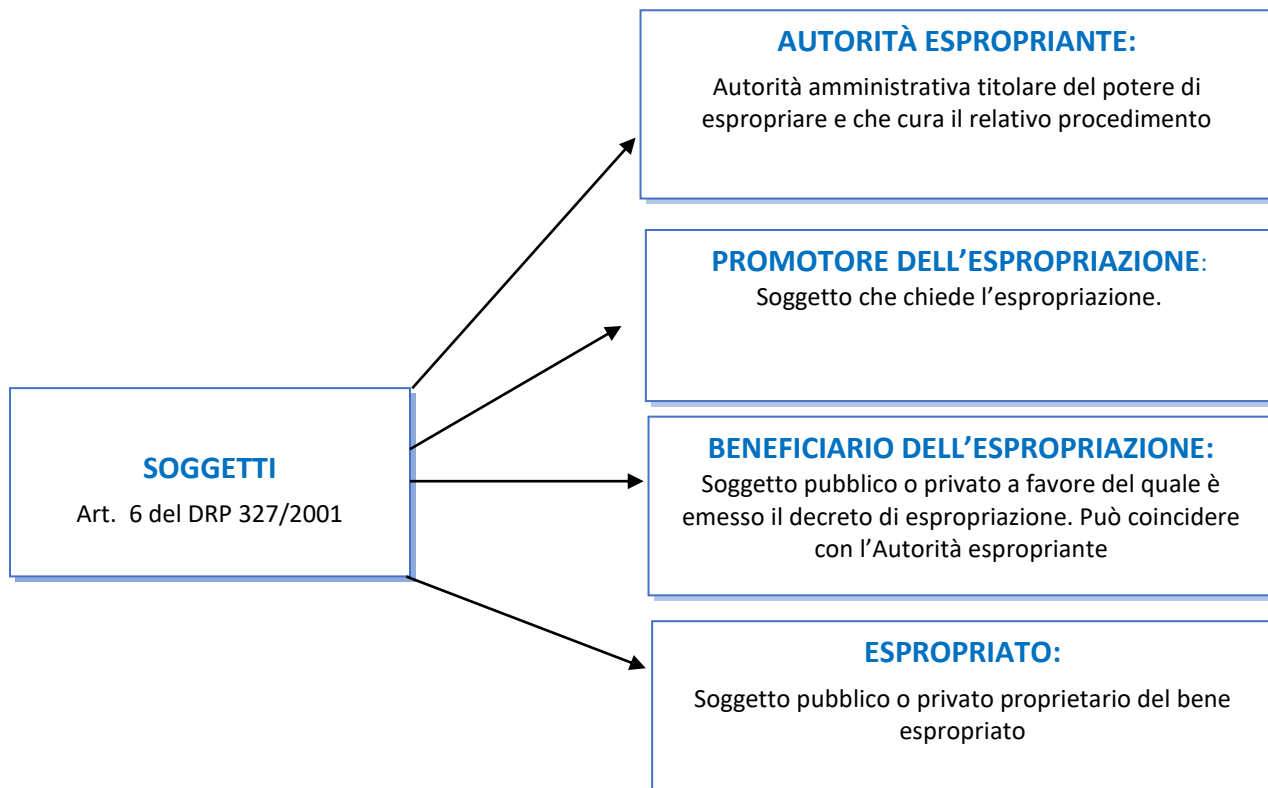 AUTORITÀ ESPROPRIANTE:
Autorità amministrativa titolare del potere di
espropriare e che cura il relativo procedimento
PROMOTORE DELL’ESPROPRIAZIONE:
Soggetto che chiede l’espropriazione.
SOGGETTI
Art. 6 del DRP 327/2001
BENEFICIARIO DELL’ESPROPRIAZIONE:
Soggetto pubblico o privato a favore del quale è
emesso il decreto di espropriazione. Può coincidere
con l’Autorità espropriante
ESPROPRIATO:
Soggetto pubblico o privato proprietario del bene
espropriato